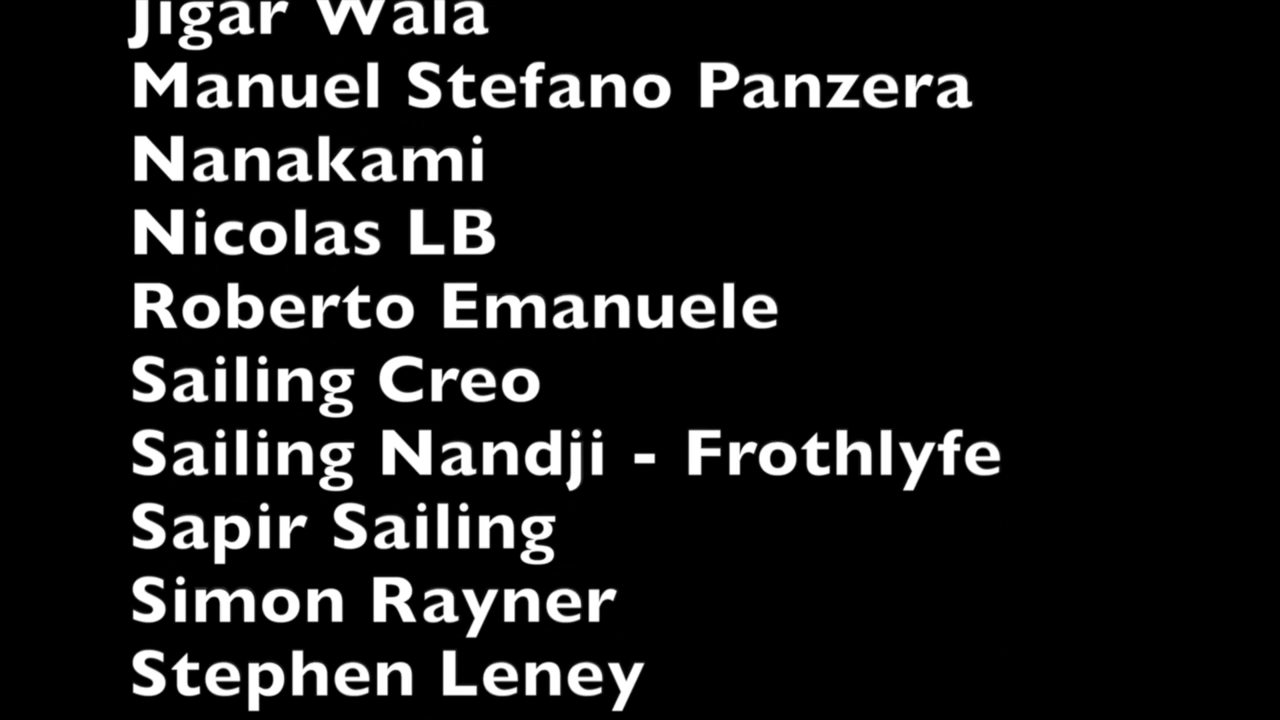 Jigar Wala
Manuel Stefano Panzera
Nanakami
Nicolas LB
Roberto Emanuele
Sailing Creo
Sailing Nandji - Frothlyfe
Sapir Sailing
Simon Rayner
Stephen Leney